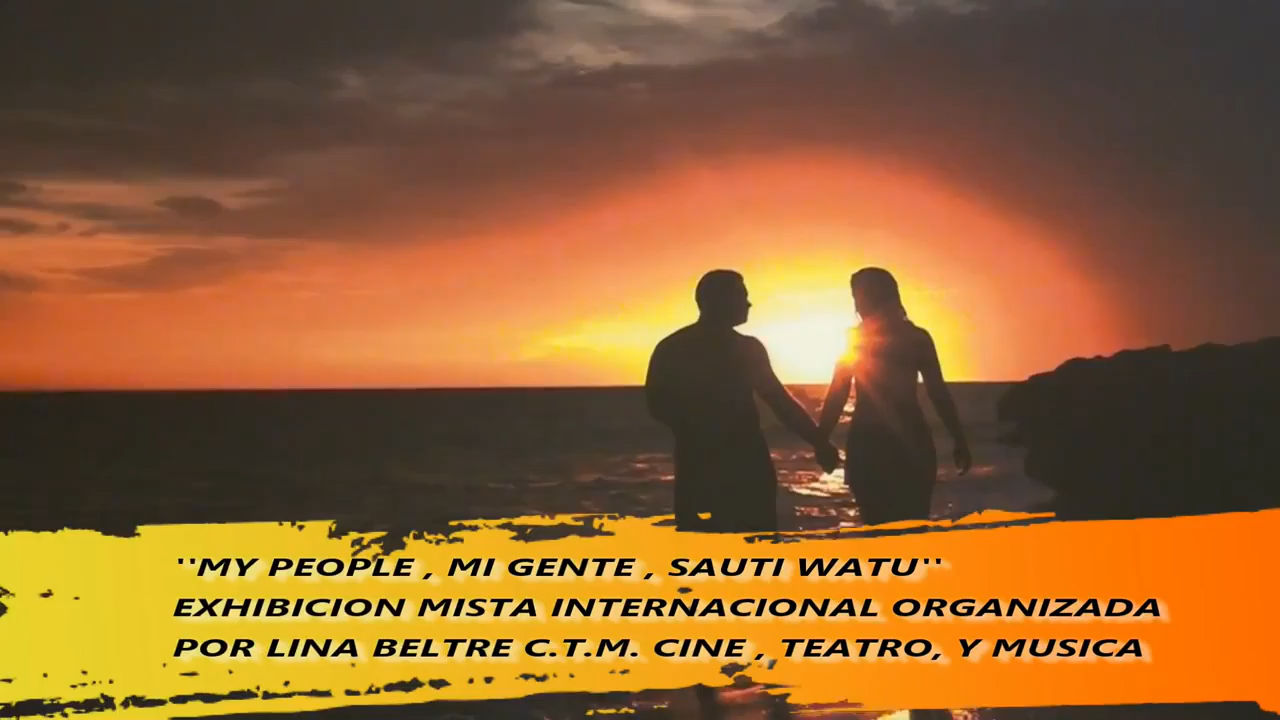 ''MY PEOPLE , MI GENTE , SAUTI WATU''
EXHIBICION MISTA INTERNACIONAL ORGANIZADA
POR LINA BELTRE C.T.M. CINE , TEATRO, Y MUSICA